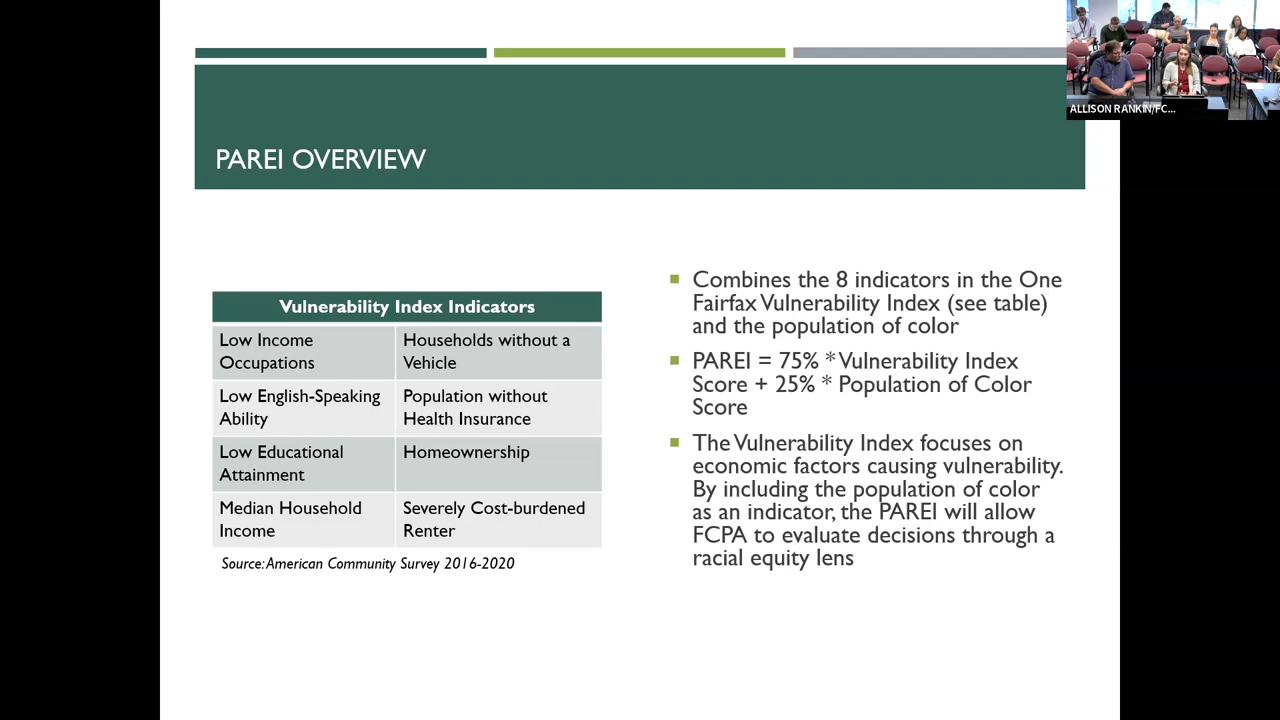 ALLISON RANKIN/FC...
PAREI OVERVIEW
Vulnerability Index Indicators
Low Income
Occupations
Households without a
Vehicle
Low English-Speaking
Ability
Population without
Health Insurance
Low Educational
Attainment
Homeownership
Median Household
Income
Severely Cost-burdened
Renter
Source: American Community Survey 2016-2020
Combines the 8 indicators in the One
Fairfax Vulnerability Index (see table)
and the population of color
PAREI = 75% * Vulnerability Index
Score + 25% * Population of Color
Score
The Vulnerability Index focuses on
economic factors causing vulnerability.
By including the population of color
as an indicator, the PAREI will allow
FCPA to evaluate decisions through a
racial equity lens